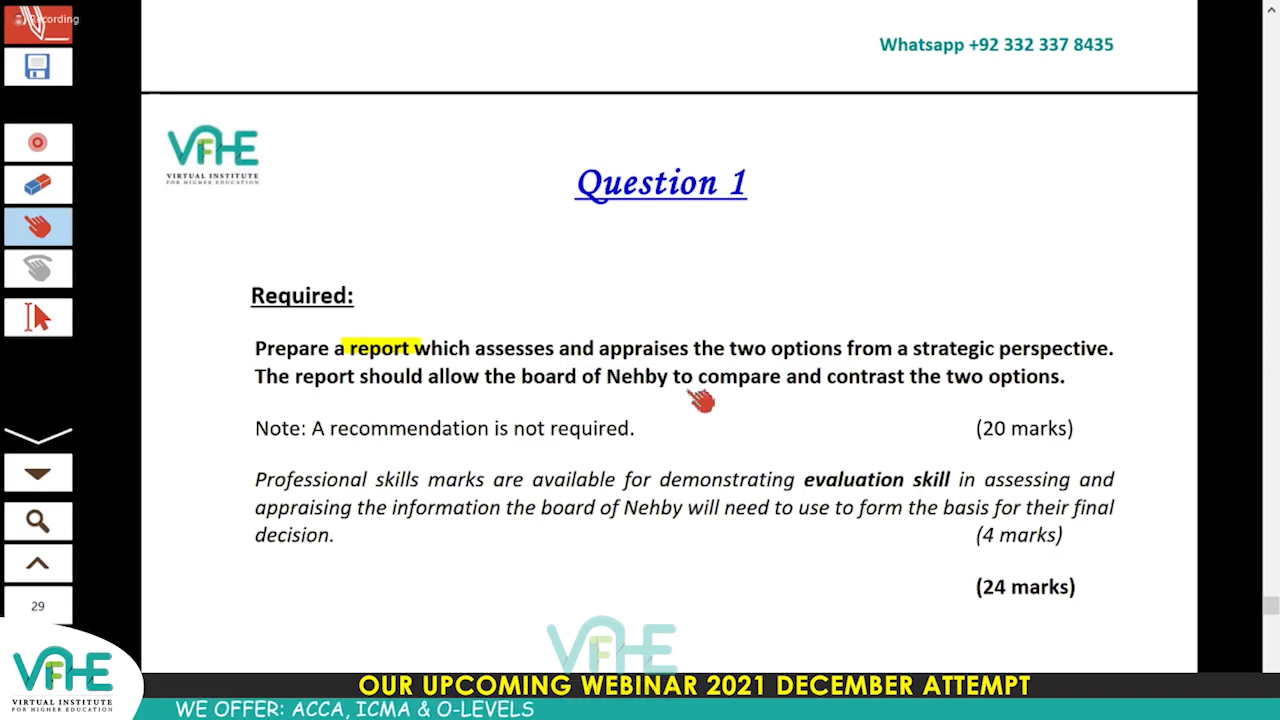 Recording
Whatsapp +92 332 337 8435
VFHE
VIRTUAL INSTITUTE
FOR HIGHER EDUCATION
Question 1
Required:
Prepare a report which assesses and appraises the two options from a strategic perspective.
The report should allow the board of Nehby to compare and contrast the two options.
Note: A recommendation is not required. (20 marks)
Professional skills marks are available for demonstrating evaluation skill in assessing and
appraising the information the board of Nehby will need to use to form the basis for their final
decision. (4 marks)
(24 marks)
29
VFHE
VFHE
VIRTUAL INSTITUTE
FOR HIGHER EDUCATION
OUR UPCOMING WEBINAR 2021 DECEMBER ATTEMPT
WE OFFER: ACCA, ICMA & O-LEVELS